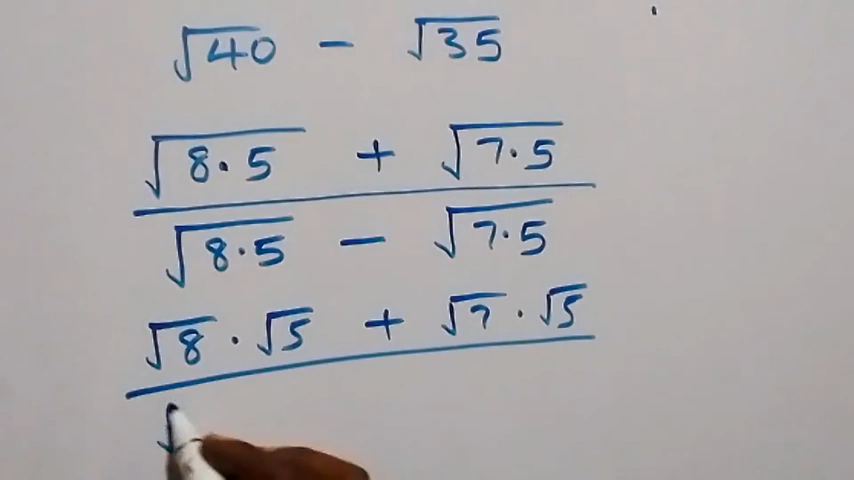 √40 − √35
√8·5 + √7·5
√8·5 − √7·5
√8 · √5 + √7 · √5